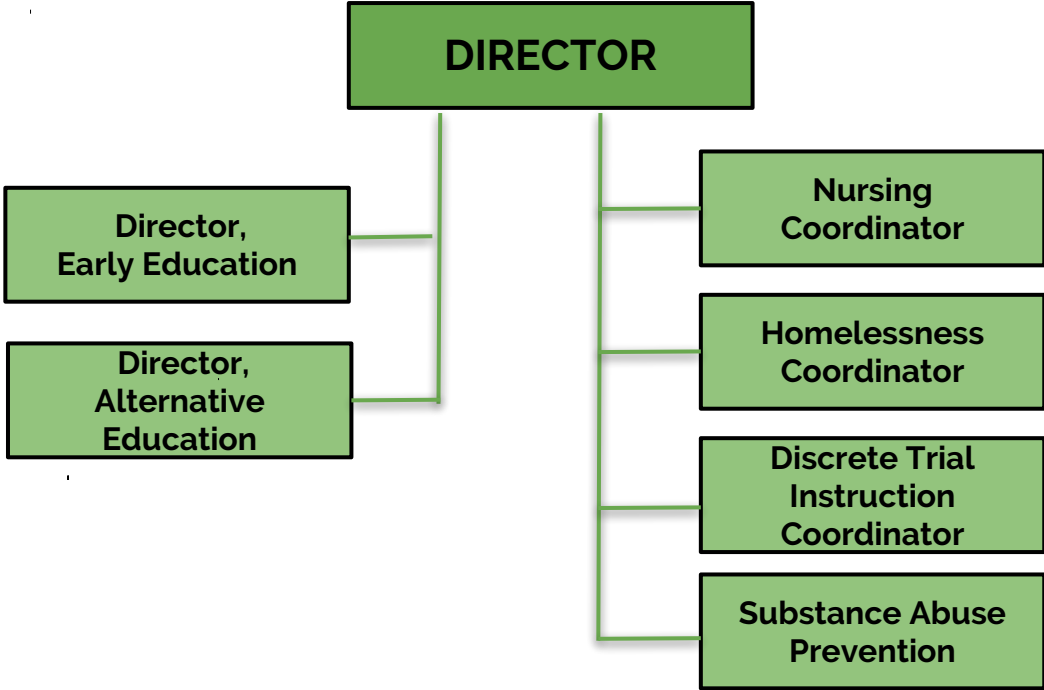 DIRECTOR
Director,
Early Education
Director,
Alternative
Education
Nursing
Coordinator
Homelessness
Coordinator
Discrete Trial
Instruction
Coordinator
Substance Abuse
Prevention